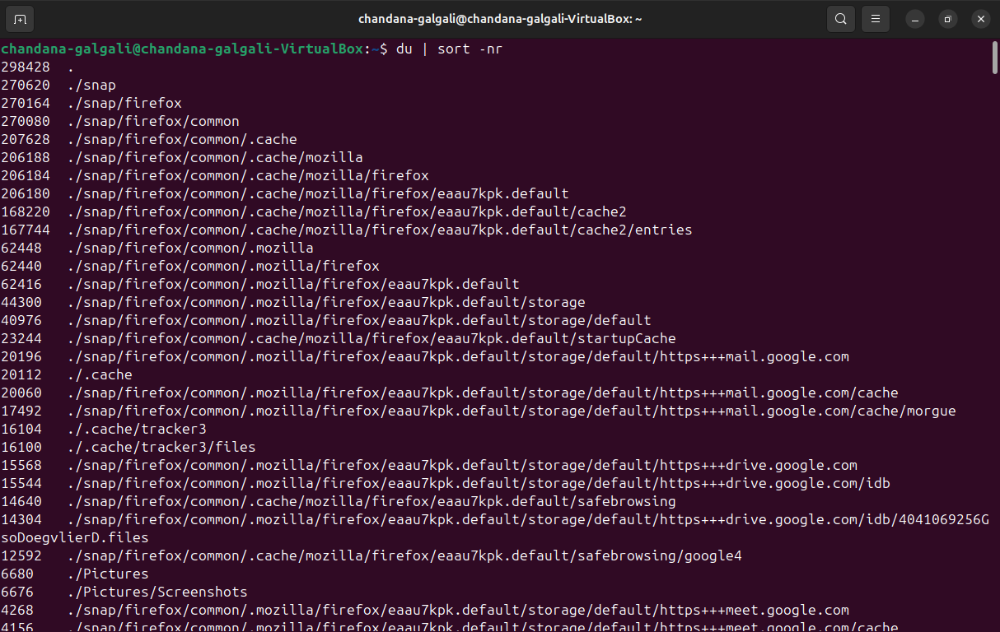 chandana-galgali@chandana-galgali-VirtualBox: ~
chandana-galgali@chandana-galgali-VirtualBox:~$ du | sort -nr
298428 .
270620 ./snap
270164 ./snap/firefox
270080 ./snap/firefox/common
207628 ./snap/firefox/common/.cache
206188 ./snap/firefox/common/.cache/mozilla
206184 ./snap/firefox/common/.cache/mozilla/firefox
206180 ./snap/firefox/common/.cache/mozilla/firefox/eaau7kpk.default
168220 ./snap/firefox/common/.cache/mozilla/firefox/eaau7kpk.default/cache2
167744 ./snap/firefox/common/.cache/mozilla/firefox/eaau7kpk.default/cache2/entries
62448 ./snap/firefox/common/.mozilla
62440 ./snap/firefox/common/.mozilla/firefox
62416 ./snap/firefox/common/.mozilla/firefox/eaau7kpk.default
44300 ./snap/firefox/common/.mozilla/firefox/eaau7kpk.default/storage
40976 ./snap/firefox/common/.mozilla/firefox/eaau7kpk.default/storage/default
23244 ./snap/firefox/common/.cache/mozilla/firefox/eaau7kpk.default/startupCache
20196 ./snap/firefox/common/.mozilla/firefox/eaau7kpk.default/storage/default/https+++mail.google.com
20112 ./.cache
20060 ./snap/firefox/common/.mozilla/firefox/eaau7kpk.default/storage/default/https+++mail.google.com/cache
17492 ./snap/firefox/common/.mozilla/firefox/eaau7kpk.default/storage/default/https+++mail.google.com/cache/morgue
16104 ./.cache/tracker3
16100 ./.cache/tracker3/files
15568 ./snap/firefox/common/.mozilla/firefox/eaau7kpk.default/storage/default/https+++drive.google.com
15544 ./snap/firefox/common/.mozilla/firefox/eaau7kpk.default/storage/default/https+++drive.google.com/idb
14640 ./snap/firefox/common/.cache/mozilla/firefox/eaau7kpk.default/safebrowsing
14304 ./snap/firefox/common/.mozilla/firefox/eaau7kpk.default/storage/default/https+++drive.google.com/idb/4041069256G
soDoegvlierD.files
12592 ./snap/firefox/common/.cache/mozilla/firefox/eaau7kpk.default/safebrowsing/google4
6680 ./Pictures
6676 ./Pictures/Screenshots
4268 ./snap/firefox/common/.mozilla/firefox/eaau7kpk.default/storage/default/https+++meet.google.com
4156 ./snap/firefox/common/.mozilla/firefox/eaau7kpk.default/storage/default/https+++meet.google.com/cache